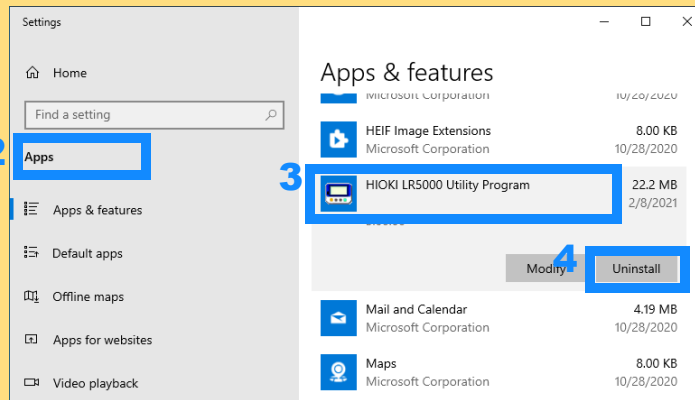 Settings
Home
Find a setting
2
Apps
Apps & features
Default apps
Offline maps
Apps for websites
Video playback
Apps & features
Microsoft Corporation 10/28/2020
HEIF Image Extensions 8.00 KB
Microsoft Corporation 10/28/2020
3
HIOKI LR5000 Utility Program 22.2 MB
2/8/2021
Modify
4
Uninstall
Mail and Calendar 4.19 MB
Microsoft Corporation 10/28/2020
Maps 8.00 KB
Microsoft Corporation 10/28/2020